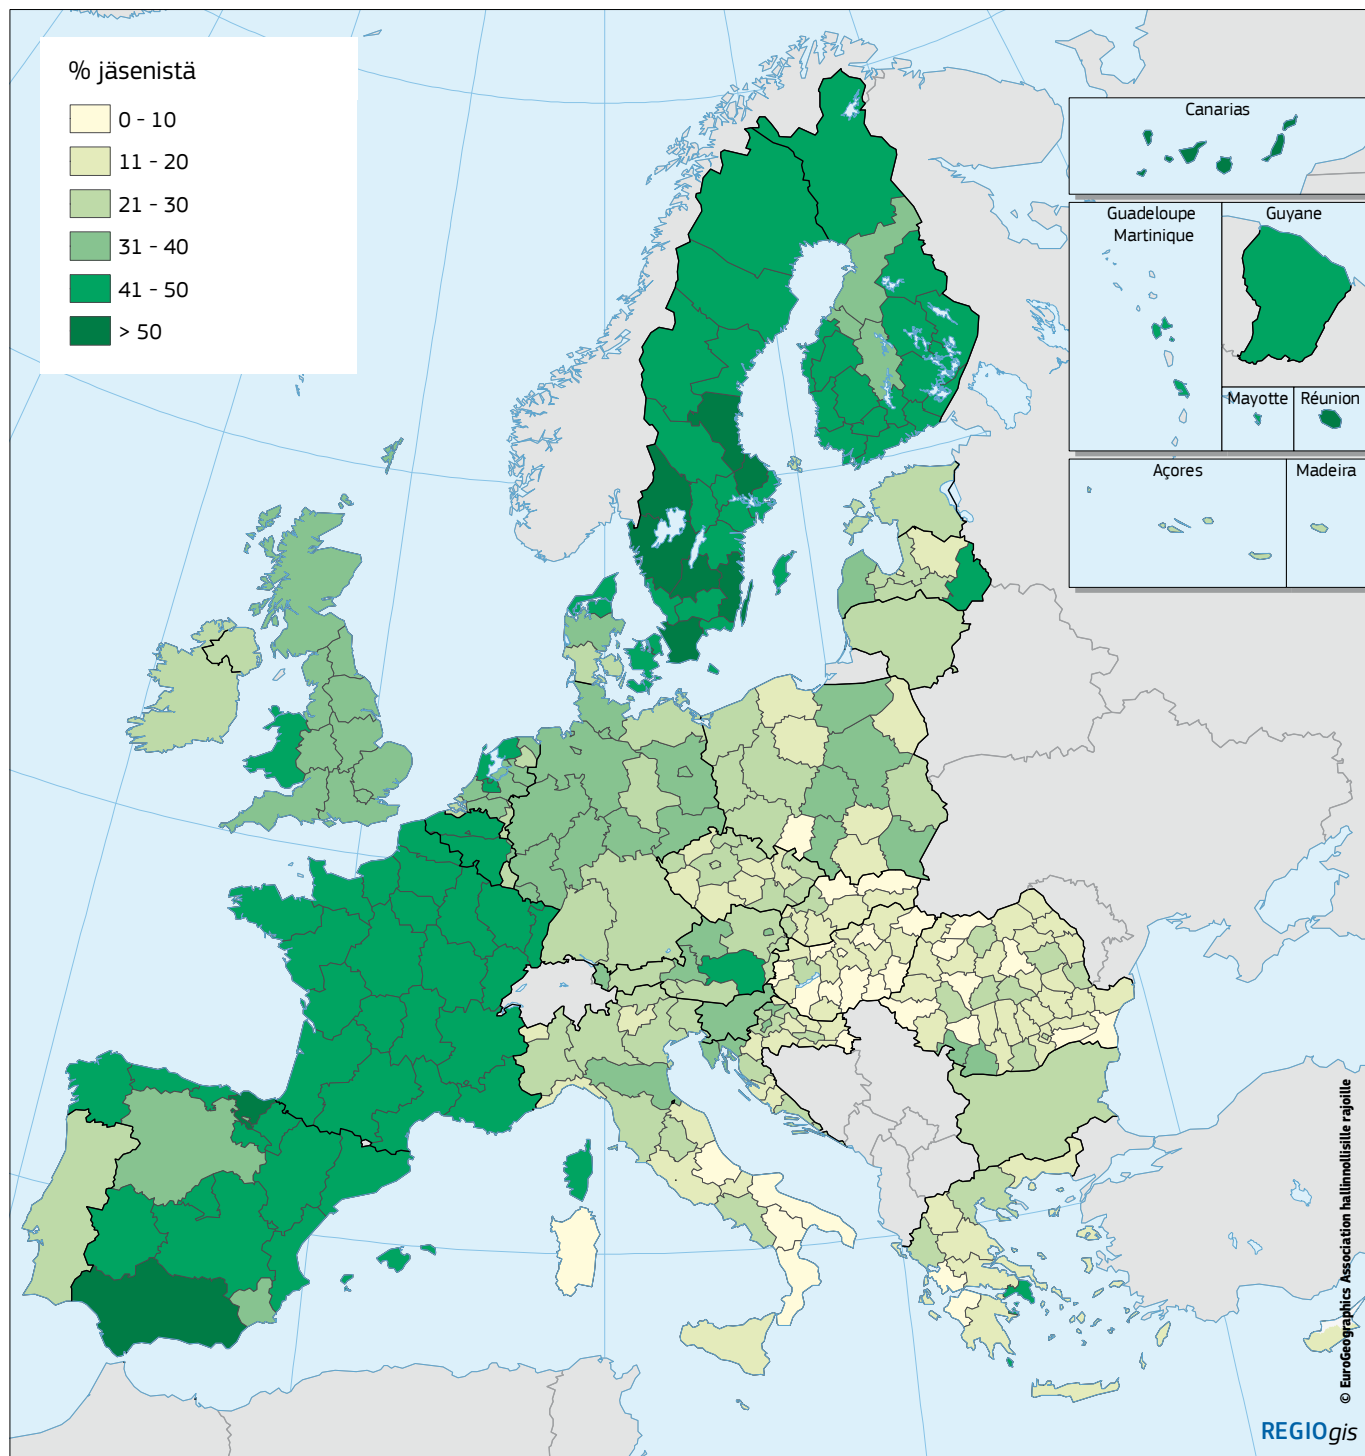 % jäsenistä
0 - 10
11 - 20
21 - 30
31 - 40
41 - 50
> 50
Canarias
Guadeloupe
Martinique
Guyane
Mayotte
Réunion
Açores
Madeira
© EuroGeographics Association hallinnollisille rajoille
REGIOgis